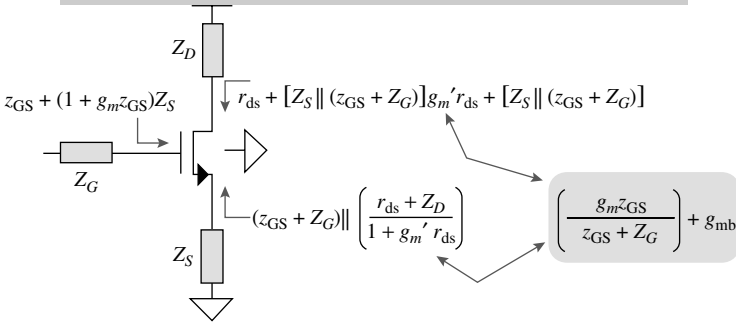 Z_D
z_GS + (1 + g_m z_GS)Z_S
r_ds + [Z_S || (z_GS + Z_G)]g_m′r_ds + [Z_S || (z_GS + Z_G)]
Z_G
(z_GS + Z_G)|| ( (r_ds + Z_D) / (1 + g_m′ r_ds) )
( (g_m z_GS) / (z_GS + Z_G) ) + g_mb
Z_S